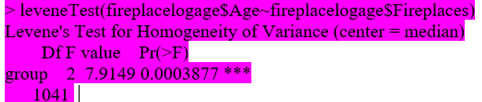 > leveneTest(fireplacelogage$Age~fireplacelogage$Fireplaces)
Levene's Test for Homogeneity of Variance (center = median)
Df F value Pr(>F)
group 2 7.9149 0.0003877 ***
1041